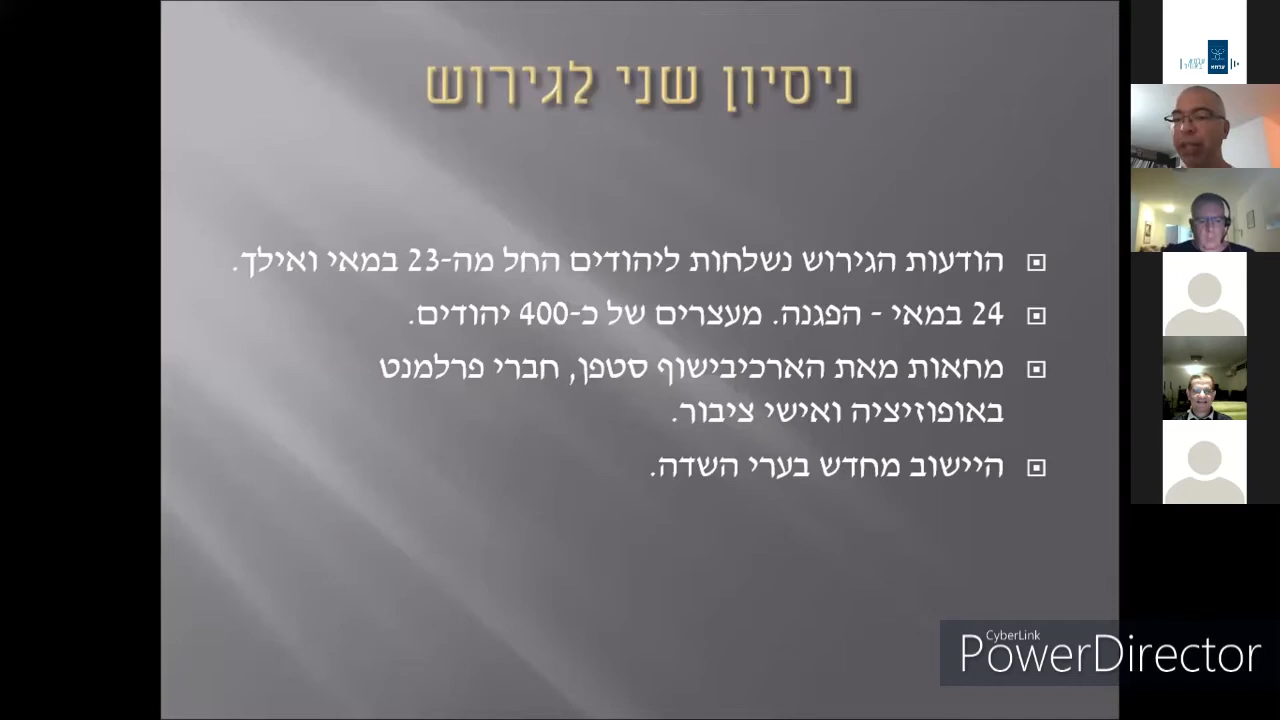 ניסיון שני לגירוש
הודעות הגירוש נשלחות ליהודים החל מה-23 במאי ואילך.
24 במאי - הפגנה. מעצרים של כ-400 יהודים.
מחאות מאת הארכיבישוף סטפן, חברי פרלמנט
באופוזיציה ואישי ציבור.
היישוב מחדש בערי השדה.
CyberLink
PowerDirector